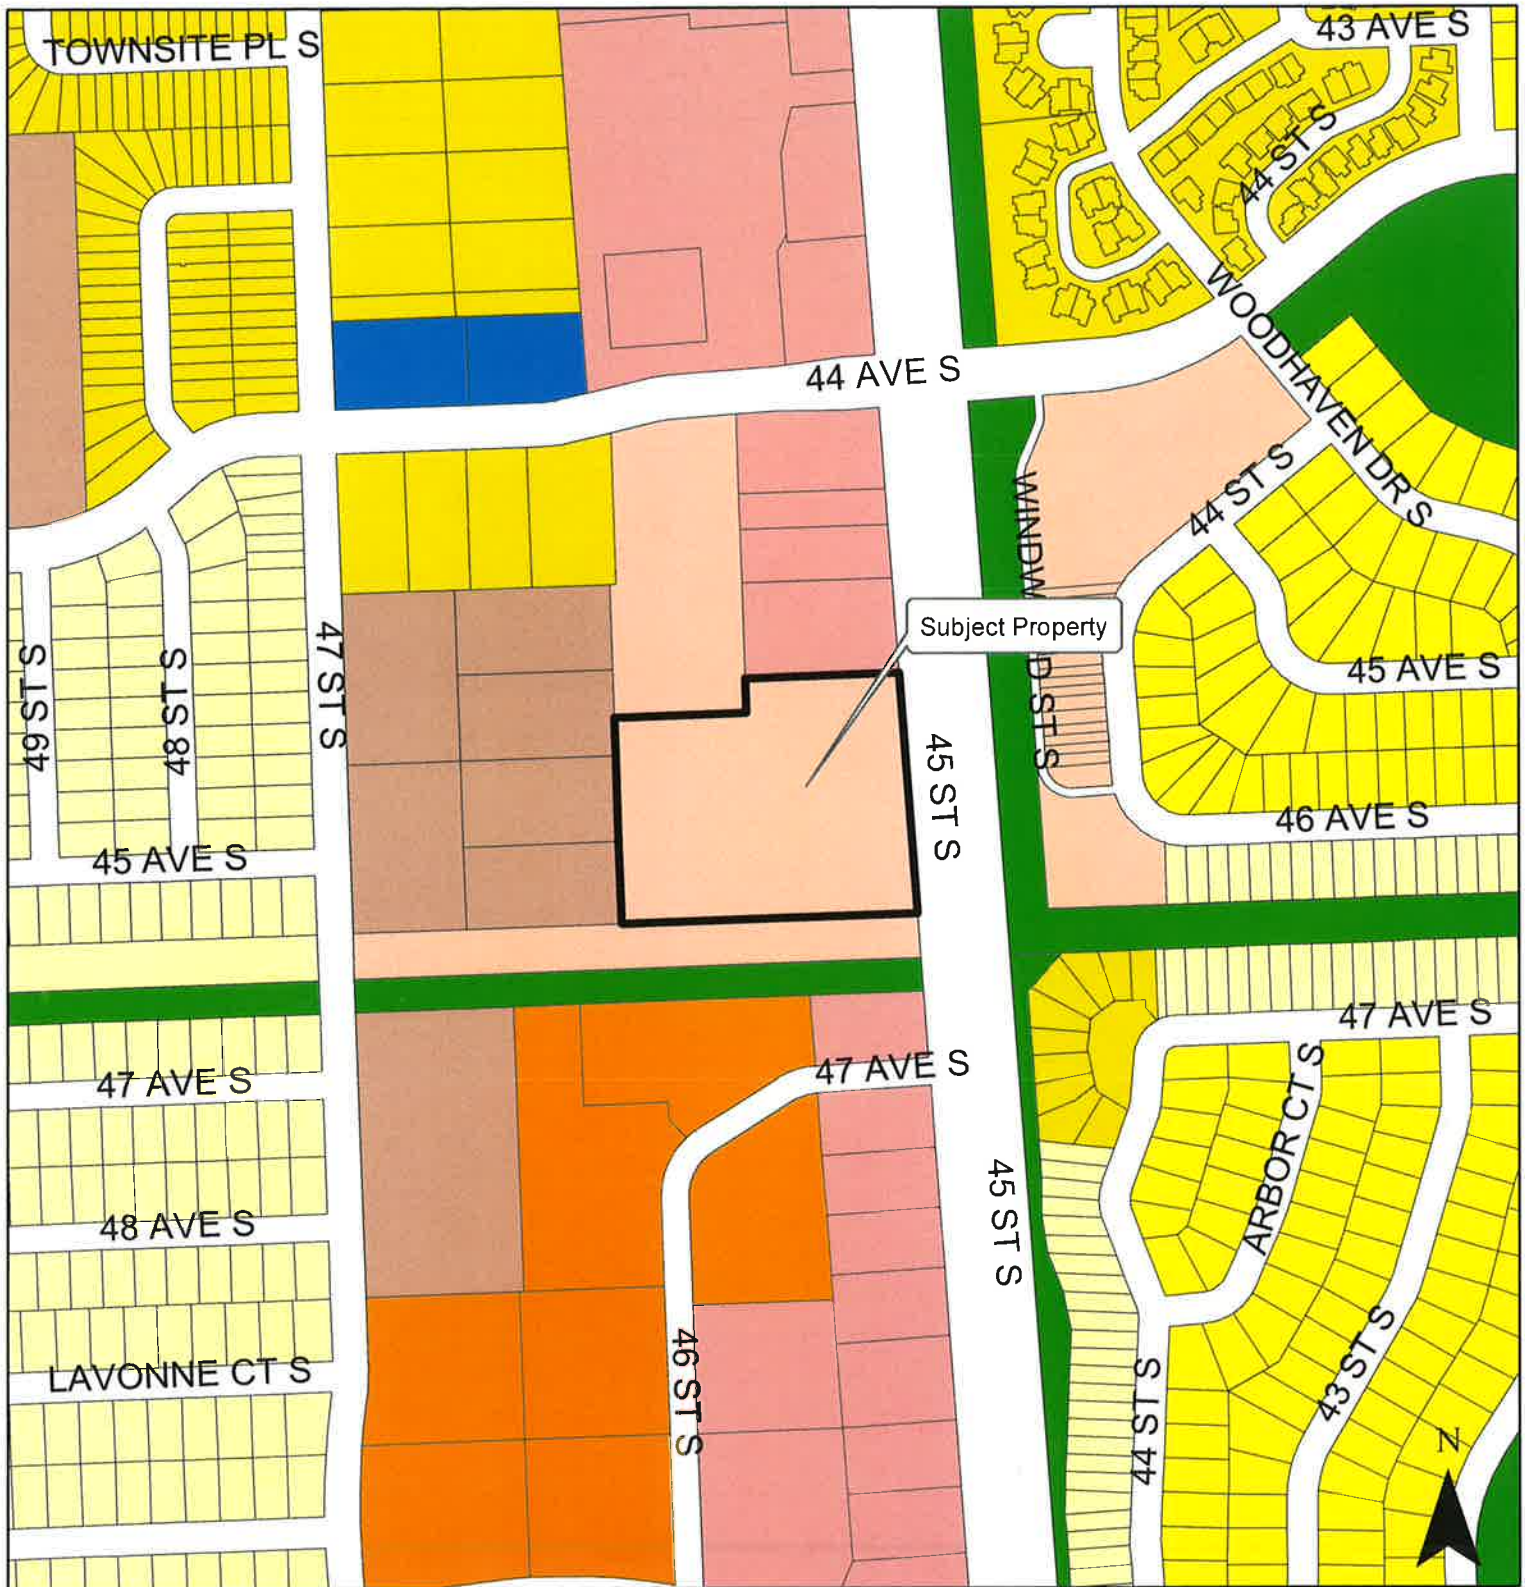 TOWNSITE PL S
43 AVE S
44 ST S
WOODHAVEN DR S
44 AVE S
44 ST S
Subject Property
49 ST S
48 ST S
47 ST S
45 AVE S
45 ST S
46 AVE S
45 AVE S
47 AVE S
47 AVE S
47 AVE S
ARBOR CT S
45 ST S
48 AVE S
46 ST S
43 ST S
44 ST S
LAVONNE CT S
N